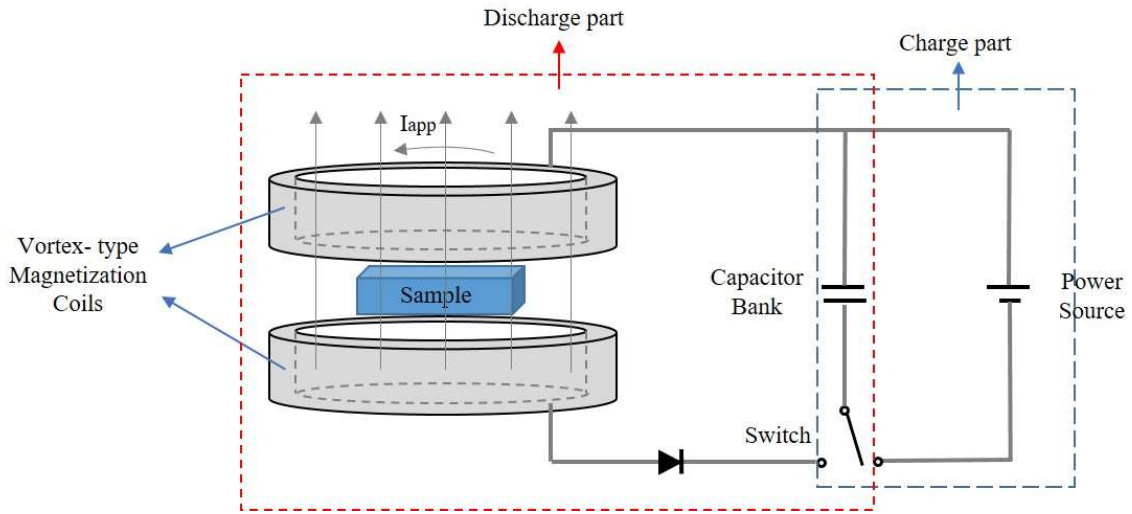 Discharge part
Charge part
Iapp
Vortex- type
Magnetization
Coils
Sample
Capacitor
Bank
Power
Source
Switch